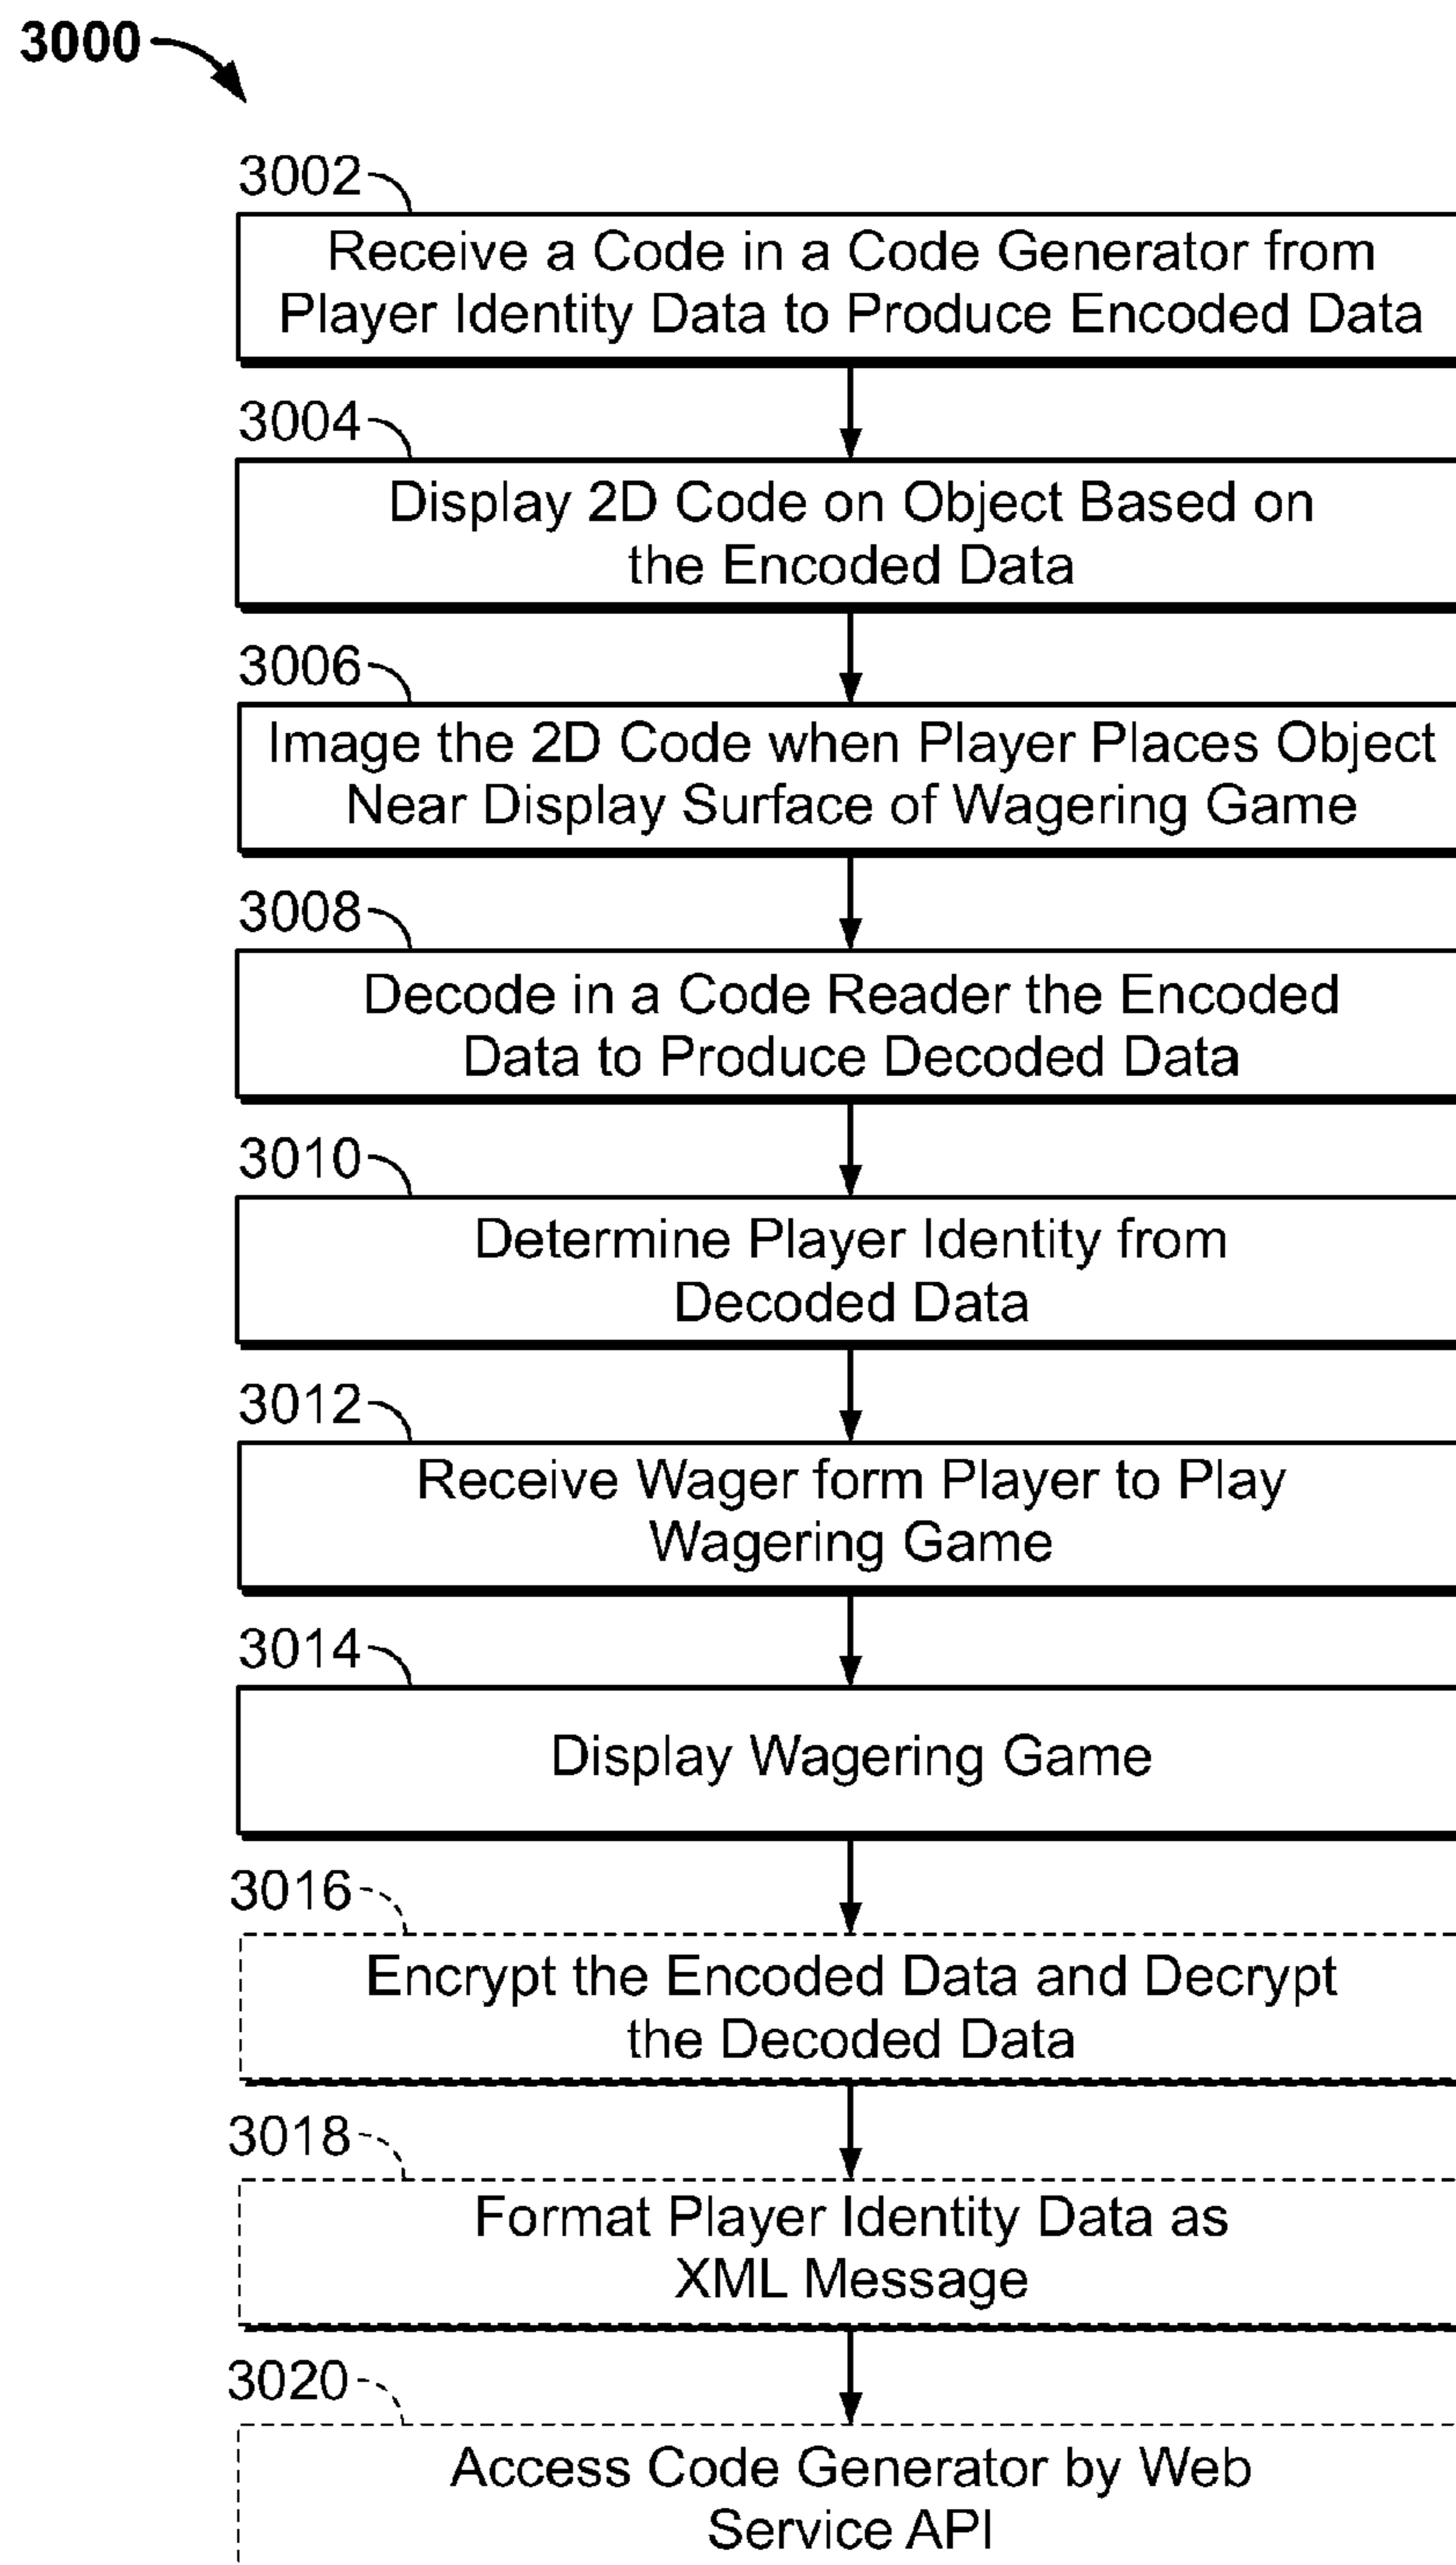 3000
3002
Receive a Code in a Code Generator from
Player Identity Data to Produce Encoded Data
3004
Display 2D Code on Object Based on
the Encoded Data
3006
Image the 2D Code when Player Places Object
Near Display Surface of Wagering Game
3008
Decode in a Code Reader the Encoded
Data to Produce Decoded Data
3010
Determine Player Identity from
Decoded Data
3012
Receive Wager form Player to Play
Wagering Game
3014
Display Wagering Game
3016
Encrypt the Encoded Data and Decrypt
the Decoded Data
3018
Format Player Identity Data as
XML Message
3020
Access Code Generator by Web
Service API